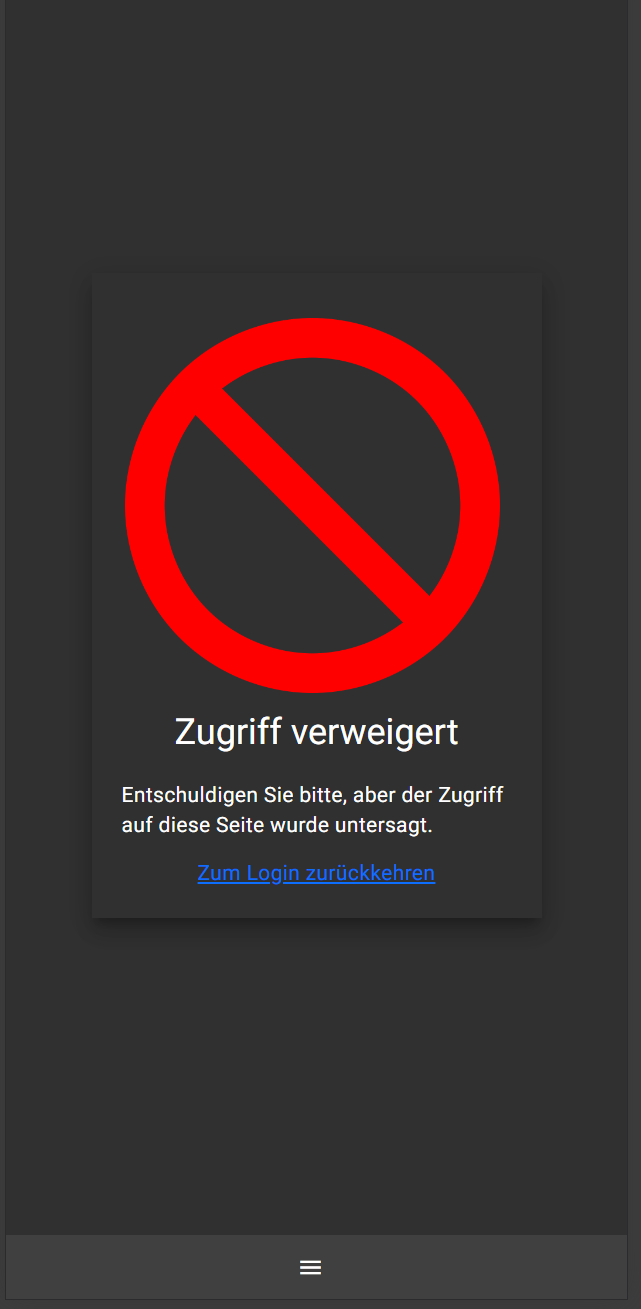 Zugriff verweigert
Entschuldigen Sie bitte, aber der Zugriff
auf diese Seite wurde untersagt.
Zum Login zurückkehren